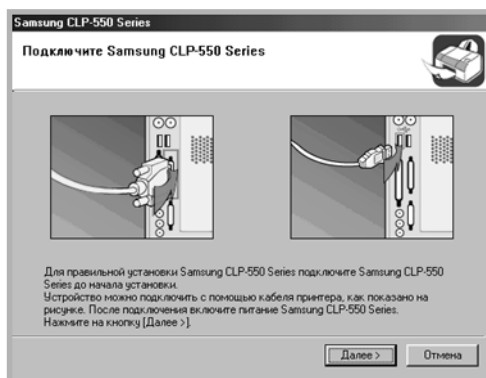 Samsung CLP-550 Series
Подключите Samsung CLP-550 Series
Для правильной установки Samsung CLP-550 Series подключите Samsung CLP-550
Series до начала установки.
Устройство можно подключить с помощью кабеля принтера, как показано на
рисунке. После подключения включите питание Samsung CLP-550 Series.
Нажмите на кнопку [Далее >].
Далее >
Отмена